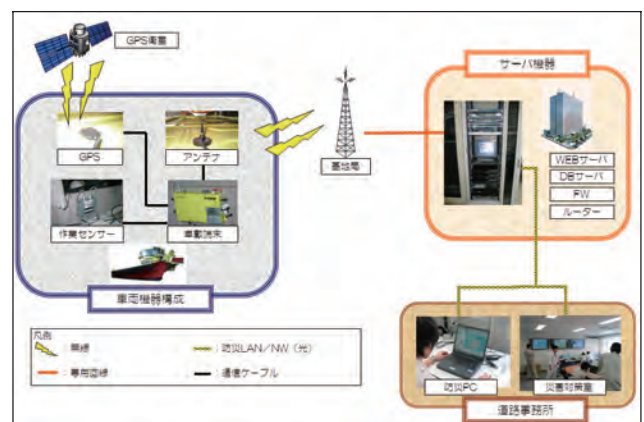 GPS衛星
サーバ機器
GPS
アンテナ
基地局
WEBサーバ
DBサーバ
FW
ルーター
作業センサー
車載端末
車両機器構成
凡例
：無線
：防災LAN／NW（光）
：専用回線
：通信ケーブル
防災PC
災害対策室
道路事務所